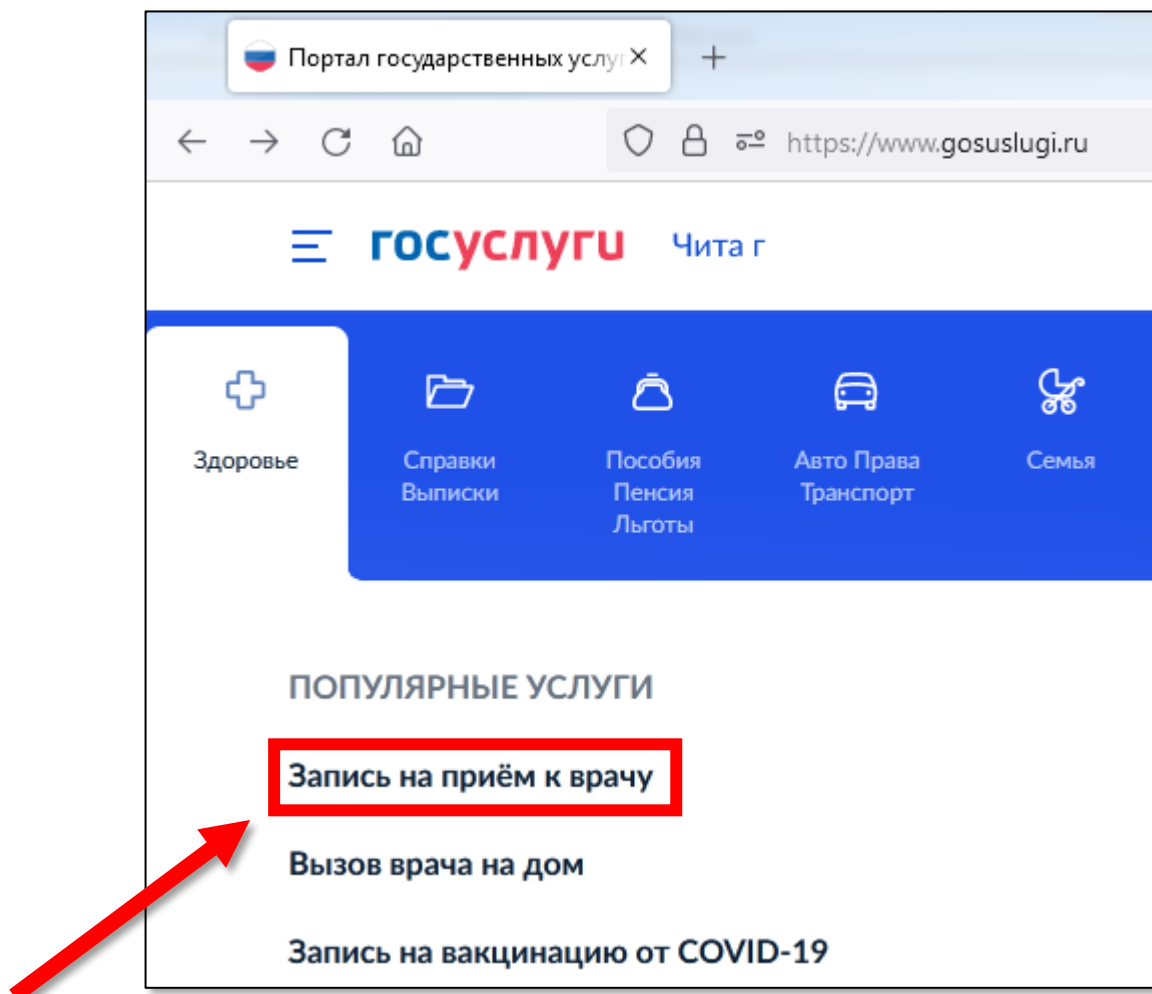 Портал государственных услуг
https://www.gosuslugi.ru
госуслуги Чита г
Здоровье
Справки
Выписки
Пособия
Пенсия
Льготы
Авто Права
Транспорт
Семья
ПОПУЛЯРНЫЕ УСЛУГИ
Запись на приём к врачу
Вызов врача на дом
Запись на вакцинацию от COVID-19